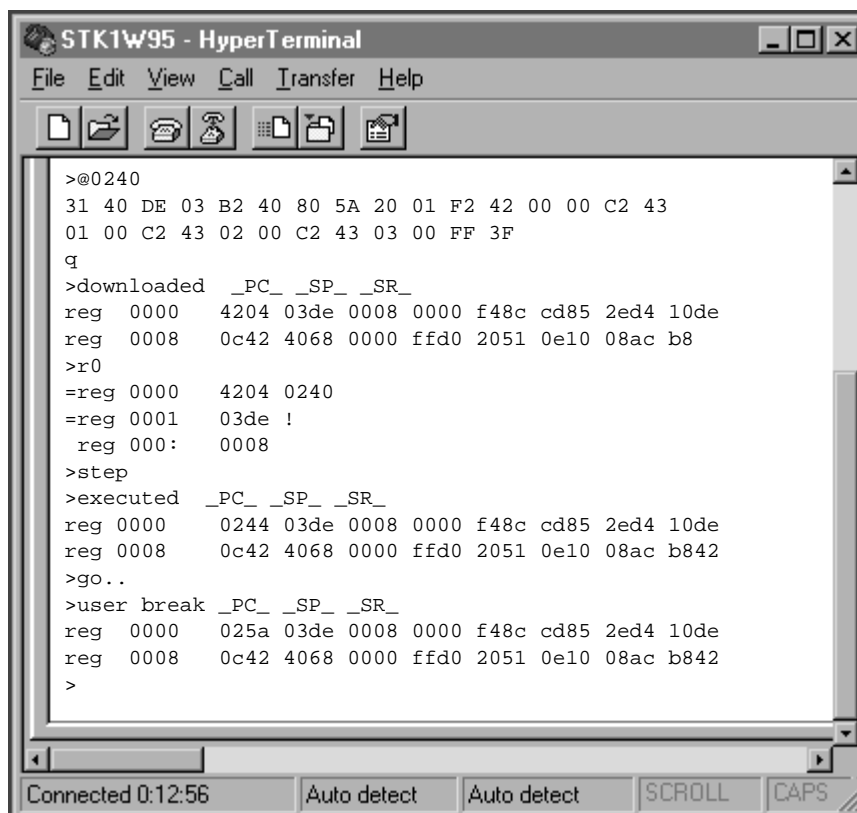 STK1W95 - HyperTerminal
File Edit View Call Transfer Help
>@0240
31 40 DE 03 B2 40 80 5A 20 01 F2 42 00 00 C2 43
01 00 C2 43 02 00 C2 43 03 00 FF 3F
q
>downloaded _PC_ _SP_ _SR_
reg 0000 4204 03de 0008 0000 f48c cd85 2ed4 10de
reg 0008 0c42 4068 0000 ffd0 2051 0e10 08ac b8
>r0
=reg 0000 4204 0240
=reg 0001 03de !
reg 000: 0008
>step
>executed _PC_ _SP_ _SR_
reg 0000 0244 03de 0008 0000 f48c cd85 2ed4 10de
reg 0008 0c42 4068 0000 ffd0 2051 0e10 08ac b842
>go..
>user break _PC_ _SP_ _SR_
reg 0000 025a 03de 0008 0000 f48c cd85 2ed4 10de
reg 0008 0c42 4068 0000 ffd0 2051 0e10 08ac b842
>
Connected 0:12:56 Auto detect Auto detect SCROLL CAPS